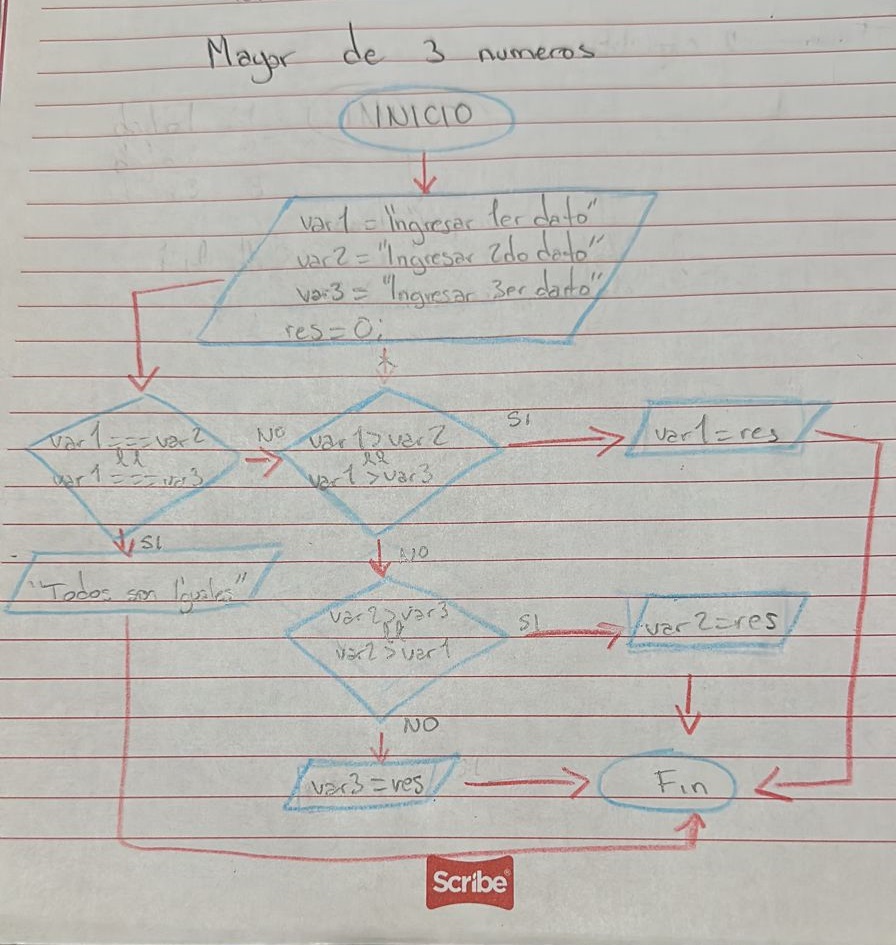 Mayor de 3 numeros
INICIO
var1 = "Ingresar 1er dato"
var2 = "Ingresar 2do dato"
var3 = "Ingresar 3er dato"
res = 0;
var1 === var2
&&
var1 === var3
NO
var1 > var2
&&
var1 > var3
SI
var1 = res
SI
NO
"Todos son Iguales"
var2 > var3
&&
var2 > var1
SI
var2 = res
NO
var3 = res
Fin
Scribe